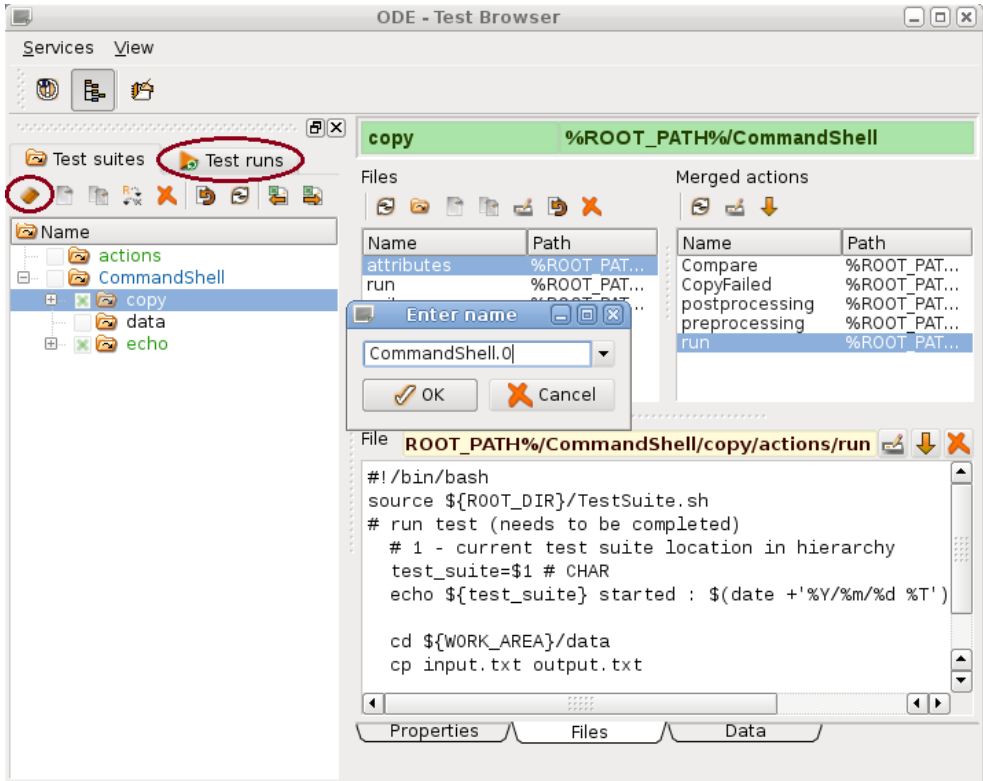 ODE - Test Browser
Services View
Test suites
Test runs
Name
actions
CommandShell
copy
data
echo
copy %ROOT_PATH%/CommandShell
Files
Name Path
attributes %ROOT_PAT...
run %ROOT_PAT...
Merged actions
Name Path
Compare %ROOT_PAT...
CopyFailed %ROOT_PAT...
postprocessing %ROOT_PAT...
preprocessing %ROOT_PAT...
run %ROOT_PAT...
Enter name
CommandShell.0
OK Cancel
File ROOT_PATH%/CommandShell/copy/actions/run
#!/bin/bash
source ${ROOT_DIR}/TestSuite.sh
# run test (needs to be completed)
# 1 - current test suite location in hierarchy
test_suite=$1 # CHAR
echo ${test_suite} started : $(date +'%Y/%m/%d %T')
cd ${WORK_AREA}/data
cp input.txt output.txt
Properties Files Data